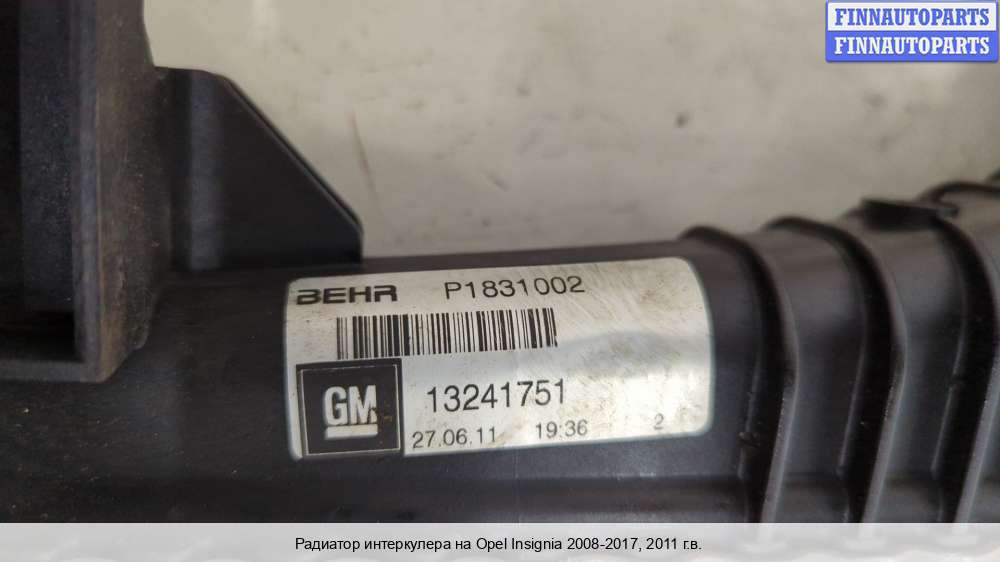 FINNAUTOPARTS
FINNAUTOPARTS
BEHR P1831002
GM 13241751
27.06.11 19:36 2
Радиатор интеркулера на Opel Insignia 2008-2017, 2011 г.в.